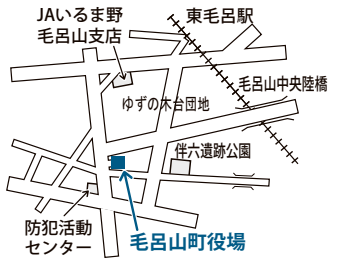 JAいるま野
毛呂山支店
東毛呂駅
毛呂山中央陸橋
ゆずの木台団地
伴六遺跡公園
防犯活動
センター
毛呂山町役場